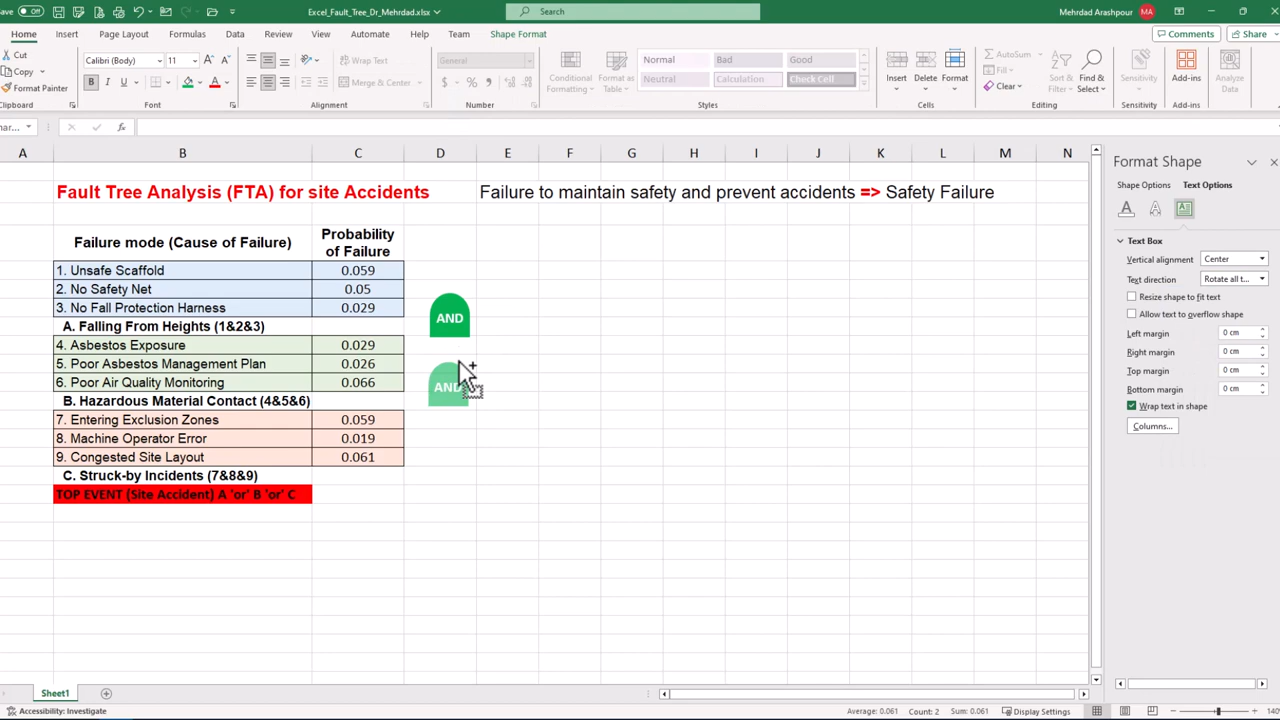 Save Off
Excel_Fault_Tree_Dr_Mehrdad.xlsx
Search
Mehrdad Arashpour MA
Home Insert Page Layout Formulas Data Review View Automate Help Team Shape Format
Comments Share
Cut
Copy
Format Painter
Clipboard
Calibri (Body) 11
B I U
Font
Wrap Text
Merge & Center
Alignment
General
Number
Conditional Formatting
Format as Table
Normal Bad Good
Neutral Calculation Check Cell
Styles
Insert Delete Format
Cells
AutoSum
Fill
Clear
Sort & Filter
Find & Select
Editing
Sensitivity
Sensitivity
Add-ins
Add-ins
Analyze Data
fx
A B C D E F G H I J K L M N
Fault Tree Analysis (FTA) for site Accidents
Failure to maintain safety and prevent accidents => Safety Failure
Failure mode (Cause of Failure) Probability of Failure
1. Unsafe Scaffold 0.059
2. No Safety Net 0.05
3. No Fall Protection Harness 0.029
A. Falling From Heights (1&2&3)
4. Asbestos Exposure 0.029
5. Poor Asbestos Management Plan 0.026
6. Poor Air Quality Monitoring 0.066
B. Hazardous Material Contact (4&5&6)
7. Entering Exclusion Zones 0.059
8. Machine Operator Error 0.019
9. Congested Site Layout 0.061
C. Struck-by Incidents (7&8&9)
TOP EVENT (Site Accident) A 'or' B 'or' C
AND
AND
Format Shape
Shape Options Text Options
Text Box
Vertical alignment Center
Text direction Rotate all t...
Resize shape to fit text
Allow text to overflow shape
Left margin 0 cm
Right margin 0 cm
Top margin 0 cm
Bottom margin 0 cm
Wrap text in shape
Columns...
Sheet1
Accessibility: Investigate
Average: 0.061 Count: 2 Sum: 0.061 Display Settings